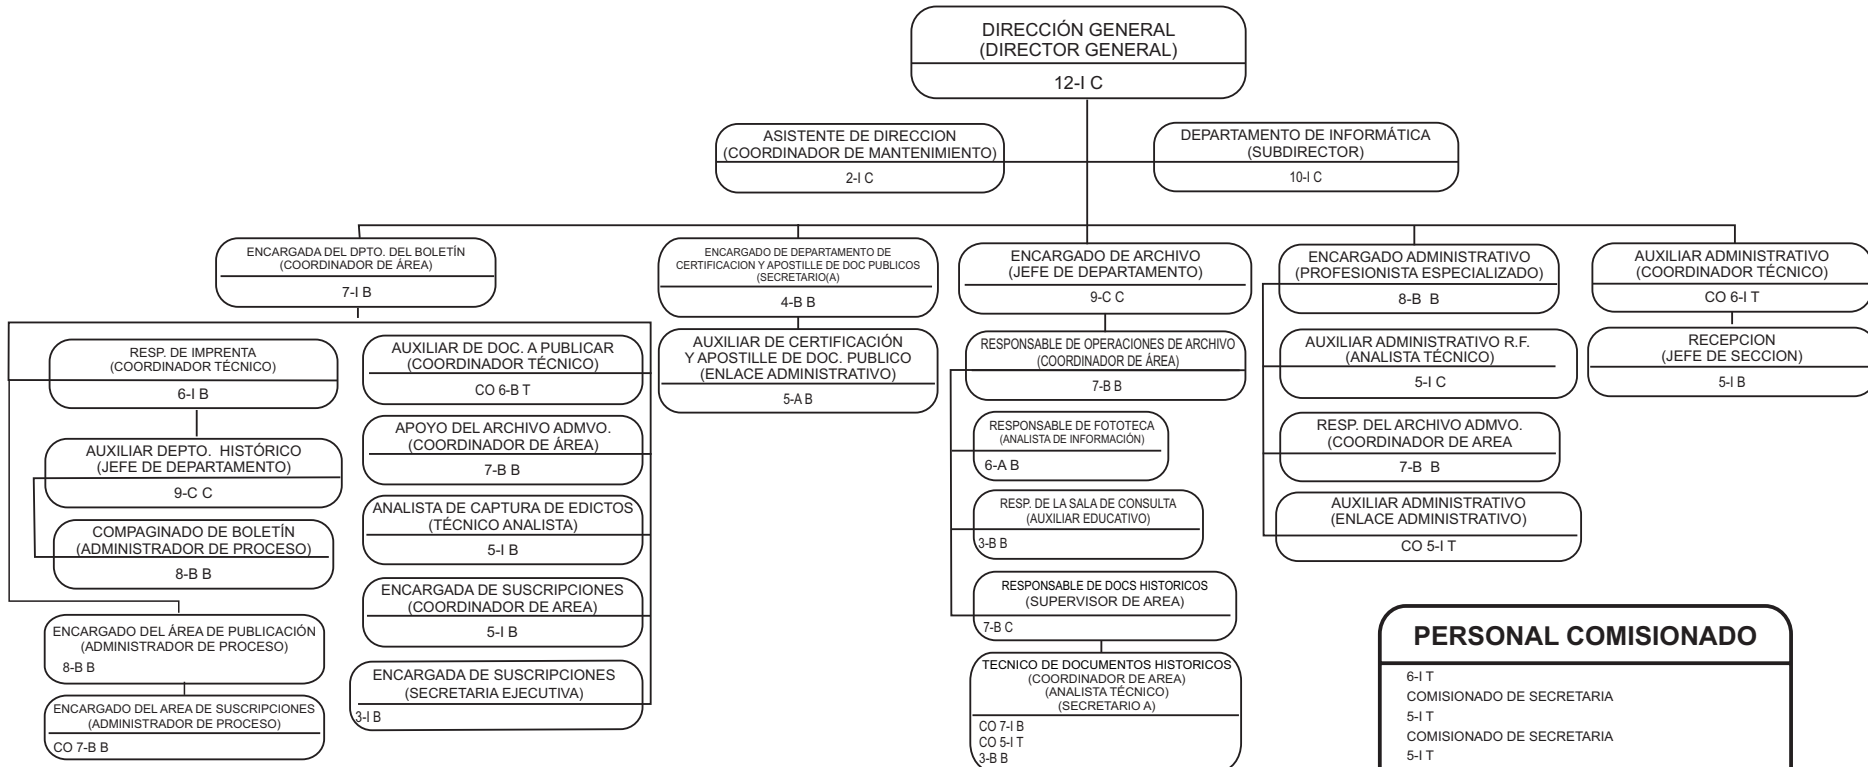 DIRECCIÓN GENERAL
(DIRECTOR GENERAL)
12-I C
ASISTENTE DE DIRECCION
(COORDINADOR DE MANTENIMIENTO)
2-I C
DEPARTAMENTO DE INFORMÁTICA
(SUBDIRECTOR)
10-I C
ENCARGADA DEL DPTO. DEL BOLETÍN
(COORDINADOR DE ÁREA)
7-I B
RESP. DE IMPRENTA
(COORDINADOR TÉCNICO)
6-I B
AUXILIAR DEPTO. HISTÓRICO
(JEFE DE DEPARTAMENTO)
9-C C
COMPAGINADO DE BOLETÍN
(ADMINISTRADOR DE PROCESO)
8-B B
ENCARGADO DEL ÁREA DE PUBLICACIÓN
(ADMINISTRADOR DE PROCESO)
8-B B
ENCARGADO DEL AREA DE SUSCRIPCIONES
(ADMINISTRADOR DE PROCESO)
CO 7-B B
AUXILIAR DE DOC. A PUBLICAR
(COORDINADOR TÉCNICO)
CO 6-B T
APOYO DEL ARCHIVO ADMVO.
(COORDINADOR DE ÁREA)
7-B B
ANALISTA DE CAPTURA DE EDICTOS
(TÉCNICO ANALISTA)
5-I B
ENCARGADA DE SUSCRIPCIONES
(COORDINADOR DE AREA)
5-I B
ENCARGADA DE SUSCRIPCIONES
(SECRETARIA EJECUTIVA)
3-I B
ENCARGADO DE DEPARTAMENTO DE
CERTIFICACION Y APOSTILLE DE DOC PUBLICOS
(SECRETARIO(A)
4-B B
AUXILIAR DE CERTIFICACIÓN
Y APOSTILLE DE DOC. PUBLICO
(ENLACE ADMINISTRATIVO)
5-A B
ENCARGADO DE ARCHIVO
(JEFE DE DEPARTAMENTO)
9-C C
RESPONSABLE DE OPERACIONES DE ARCHIVO
(COORDINADOR DE ÁREA)
7-B B
RESPONSABLE DE FOTOTECA
(ANALISTA DE INFORMACIÓN)
6-A B
RESP. DE LA SALA DE CONSULTA
(AUXILIAR EDUCATIVO)
3-B B
RESPONSABLE DE DOCS HISTORICOS
(SUPERVISOR DE AREA)
7-B C
TECNICO DE DOCUMENTOS HISTORICOS
(COORDINADOR DE AREA)
(ANALISTA TÉCNICO)
(SECRETARIO A)
CO 7-I B
CO 5-I T
3-B B
ENCARGADO ADMINISTRATIVO
(PROFESIONISTA ESPECIALIZADO)
8-B B
AUXILIAR ADMINISTRATIVO R.F.
(ANALISTA TÉCNICO)
5-I C
RESP. DEL ARCHIVO ADMVO.
(COORDINADOR DE AREA
7-B B
AUXILIAR ADMINISTRATIVO
(ENLACE ADMINISTRATIVO)
CO 5-I T
AUXILIAR ADMINISTRATIVO
(COORDINADOR TÉCNICO)
CO 6-I T
RECEPCION
(JEFE DE SECCION)
5-I B
PERSONAL COMISIONADO
6-I T
COMISIONADO DE SECRETARIA
5-I T
COMISIONADO DE SECRETARIA
5-I T